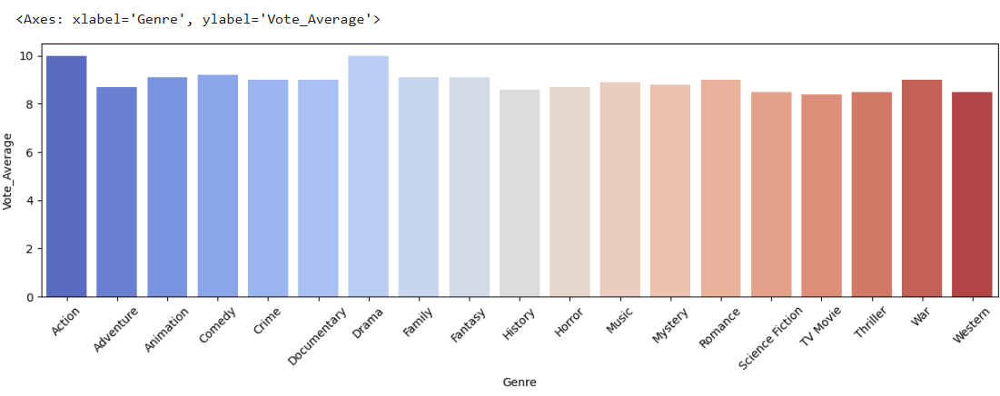 <Axes: xlabel='Genre', ylabel='Vote_Average'>
10
8
6
4
2
0
Vote_Average
Action
Adventure
Animation
Comedy
Crime
Documentary
Drama
Family
Fantasy
History
Horror
Music
Mystery
Romance
Science Fiction
TV Movie
Thriller
War
Western
Genre